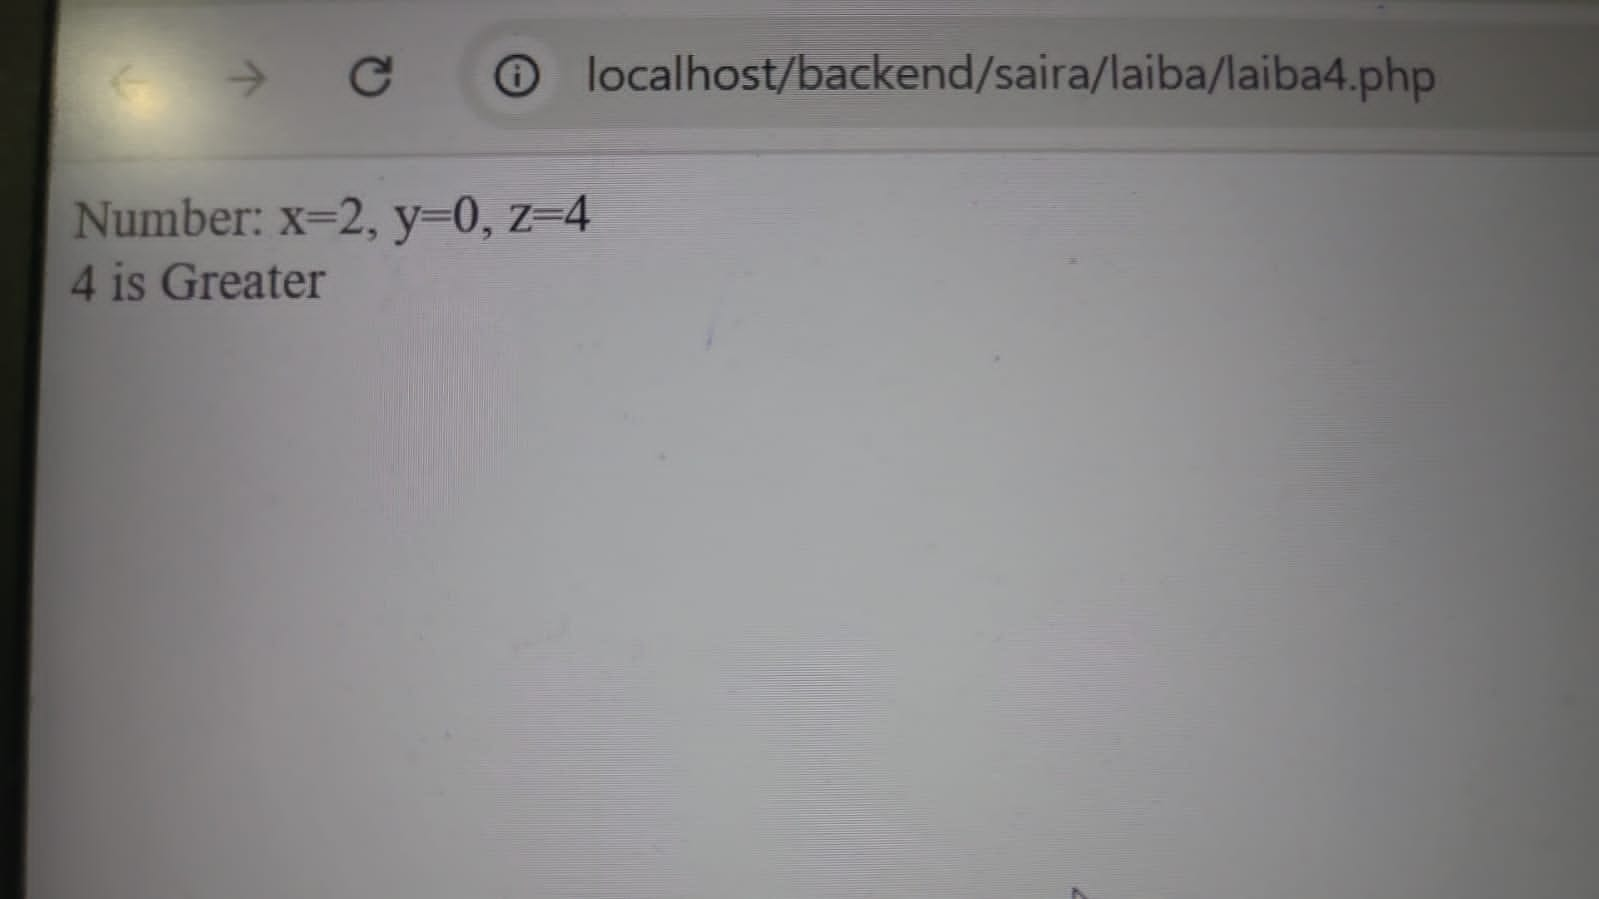 localhost/backend/saira/laiba/laiba4.php
Number: x=2, y=0, z=4
4 is Greater